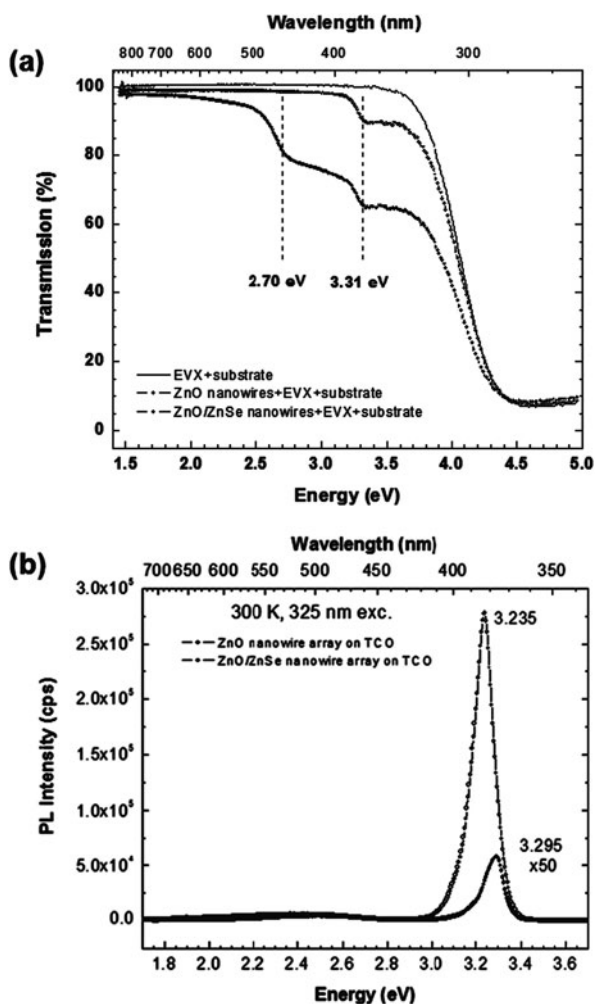 Wavelength (nm)
(a)
800 700 600 500 400 300
100
80
60
40
20
0
Transmission (%)
2.70 eV
3.31 eV
EVX+substrate
ZnO nanowires+EVX+substrate
ZnO/ZnSe nanowires+EVX+substrate
1.5 2.0 2.5 3.0 3.5 4.0 4.5 5.0
Energy (eV)
Wavelength (nm)
(b)
700 650 600 550 500 450 400 350
3.0x10⁵
2.5x10⁵
2.0x10⁵
1.5x10⁵
1.0x10⁵
5.0x10⁴
0.0
PL Intensity (cps)
300 K, 325 nm exc.
ZnO nanowire array on TCO
ZnO/ZnSe nanowire array on TCO
3.235
3.295
x50
1.8 2.0 2.2 2.4 2.6 2.8 3.0 3.2 3.4 3.6
Energy (eV)